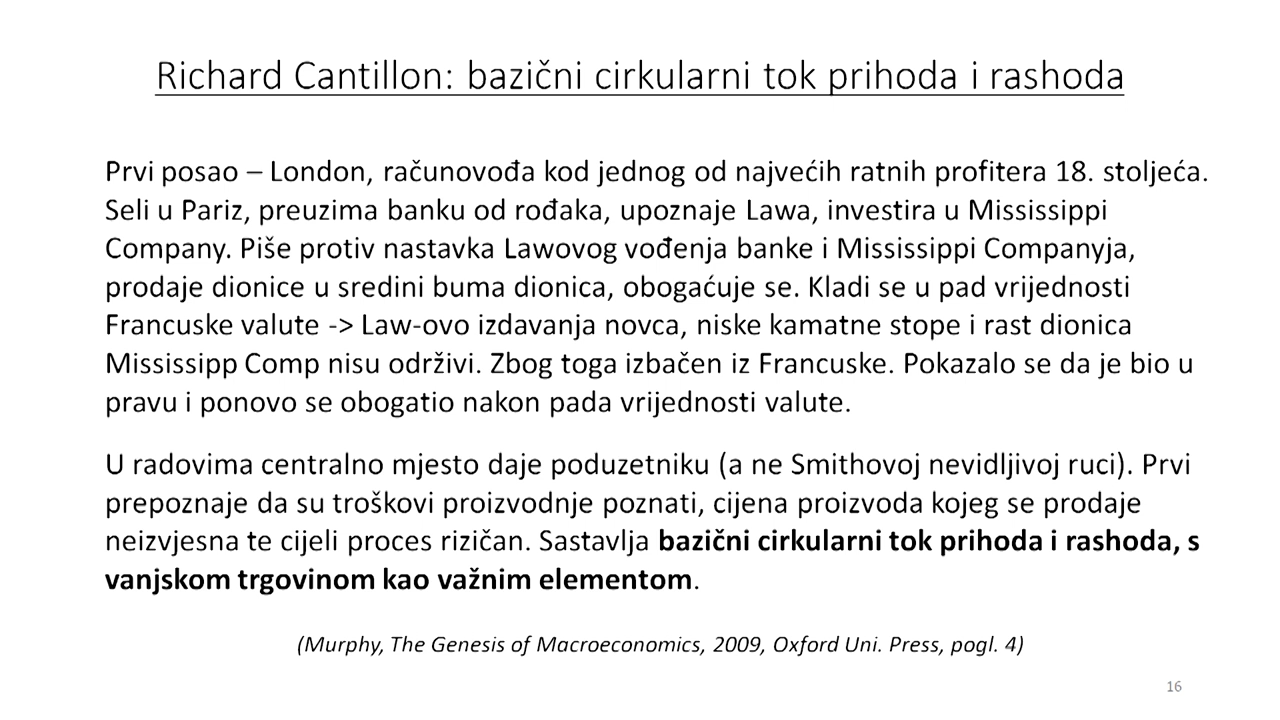 Richard Cantillon: bazični cirkularni tok prihoda i rashoda
Prvi posao – London, računovođa kod jednog od najvećih ratnih profitera 18. stoljeća.
Seli u Pariz, preuzima banku od rođaka, upoznaje Lawa, investira u Mississippi
Company. Piše protiv nastavka Lawovog vođenja banke i Mississippi Companyja,
prodaje dionice u sredini buma dionica, obogaćuje se. Kladi se u pad vrijednosti
Francuske valute -> Law-ovo izdavanja novca, niske kamatne stope i rast dionica
Mississipp Comp nisu održivi. Zbog toga izbačen iz Francuske. Pokazalo se da je bio u
pravu i ponovo se obogatio nakon pada vrijednosti valute.
U radovima centralno mjesto daje poduzetniku (a ne Smithovoj nevidljivoj ruci). Prvi
prepoznaje da su troškovi proizvodnje poznati, cijena proizvoda kojeg se prodaje
neizvjesna te cijeli proces rizičan. Sastavlja bazični cirkularni tok prihoda i rashoda, s
vanjskom trgovinom kao važnim elementom.
(Murphy, The Genesis of Macroeconomics, 2009, Oxford Uni. Press, pogl. 4)
16